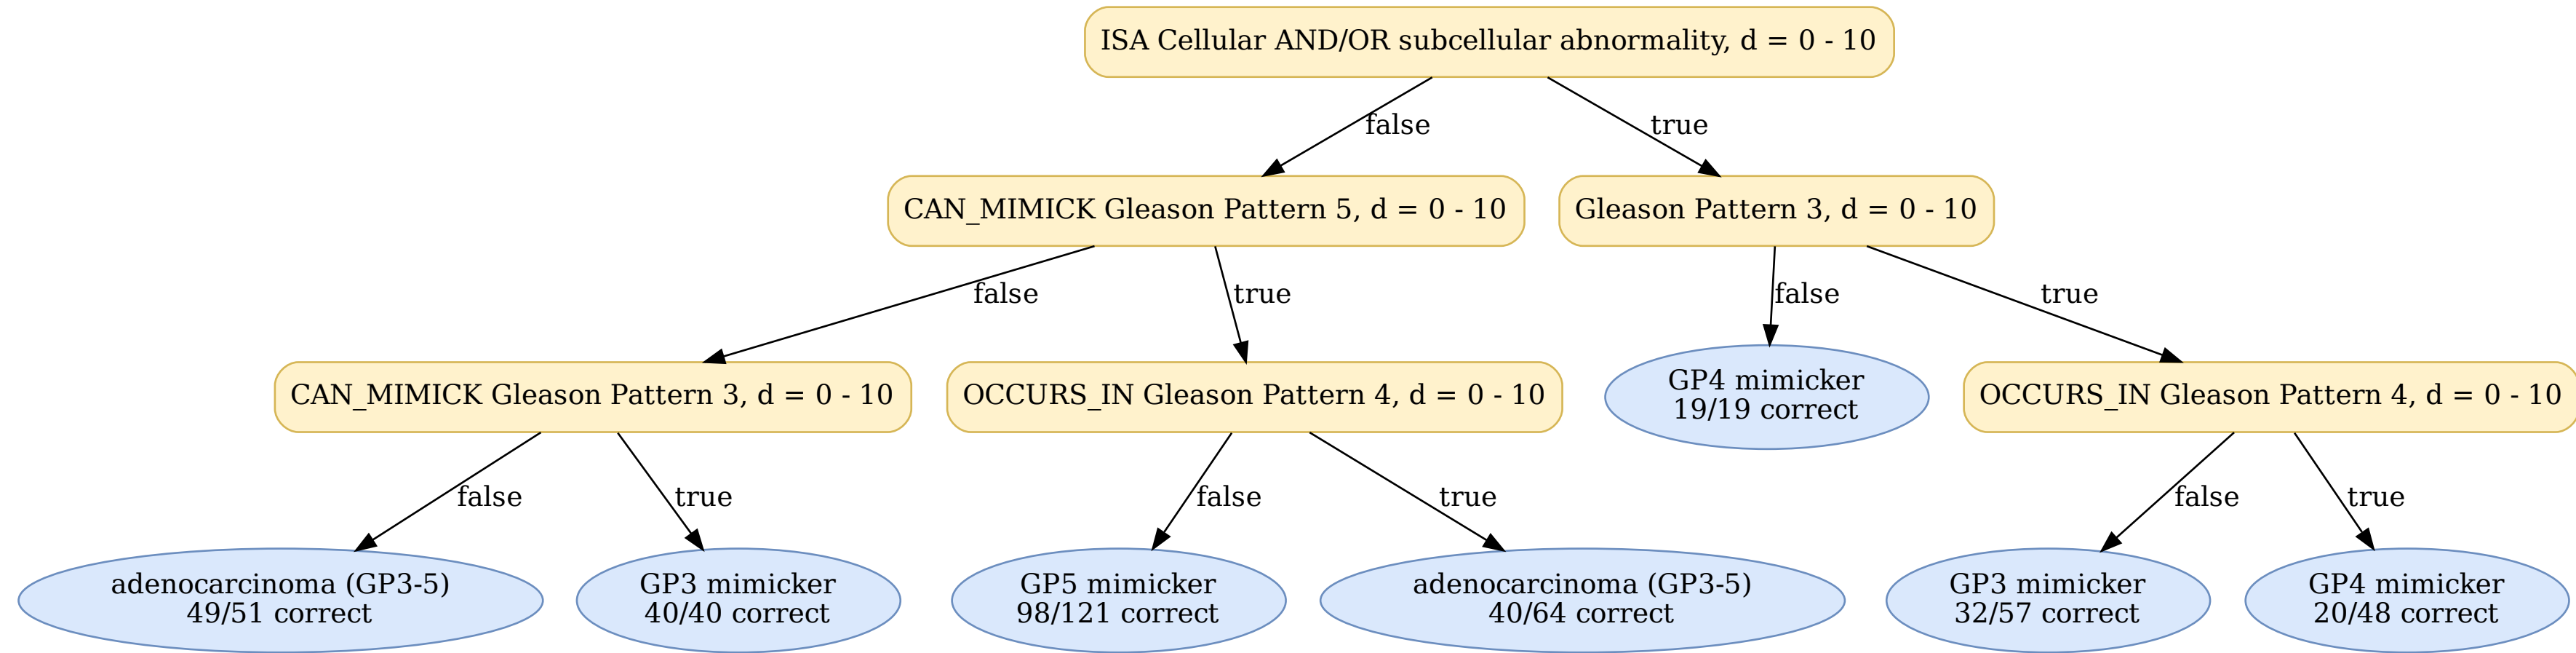 ISA Cellular AND/OR subcellular abnormality, d = 0 - 10
false
true
CAN_MIMICK Gleason Pattern 5, d = 0 - 10
Gleason Pattern 3, d = 0 - 10
false
true
false
true
CAN_MIMICK Gleason Pattern 3, d = 0 - 10
OCCURS_IN Gleason Pattern 4, d = 0 - 10
GP4 mimicker
19/19 correct
OCCURS_IN Gleason Pattern 4, d = 0 - 10
false
true
false
true
false
true
adenocarcinoma (GP3-5)
49/51 correct
GP3 mimicker
40/40 correct
GP5 mimicker
98/121 correct
adenocarcinoma (GP3-5)
40/64 correct
GP3 mimicker
32/57 correct
GP4 mimicker
20/48 correct